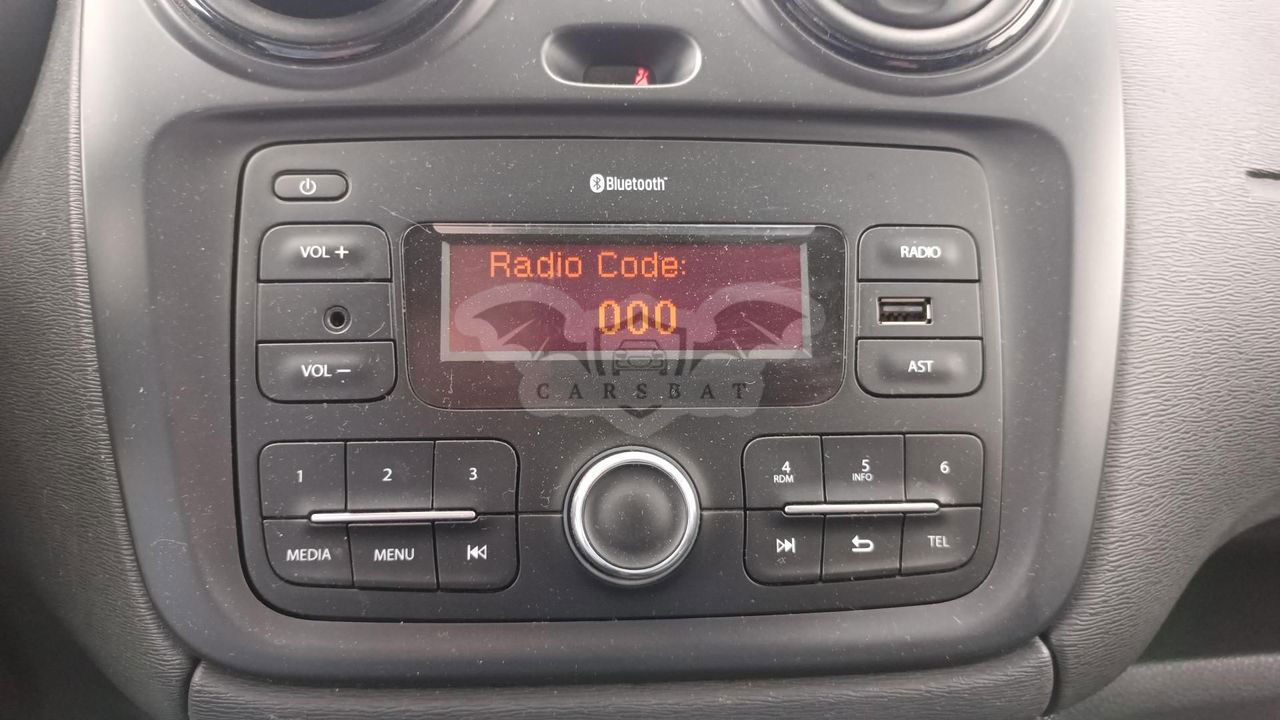 Bluetooth™
VOL +
RADIO
Radio Code:
000
VOL −
AST
CARSBAT
1
2
3
4
RDM
5
INFO
6
MEDIA
MENU
TEL